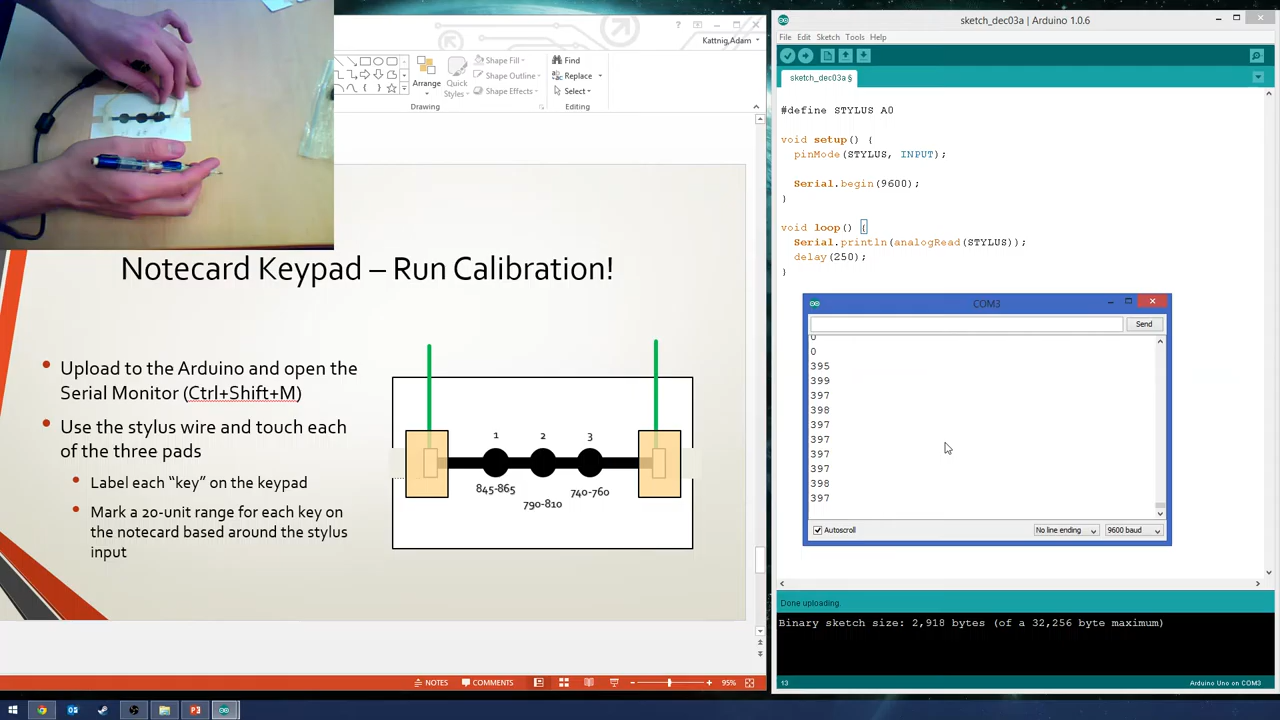 Kattnig,Adam
Arrange
Quick
Styles
Shape Fill
Shape Outline
Shape Effects
Find
Replace
Select
Drawing
Editing
Notecard Keypad – Run Calibration!
Upload to the Arduino and open the
Serial Monitor (Ctrl+Shift+M)
Use the stylus wire and touch each
of the three pads
Label each “key” on the keypad
Mark a 20-unit range for each key on
the notecard based around the stylus
input
1 2 3
845-865
790-810
740-760
NOTES
COMMENTS
95%
sketch_dec03a | Arduino 1.0.6
File Edit Sketch Tools Help
sketch_dec03a §
#define STYLUS A0
void setup() {
pinMode(STYLUS, INPUT);
Serial.begin(9600);
}
void loop() {
Serial.println(analogRead(STYLUS));
delay(250);
}
COM3
Send
0
0
395
399
397
398
397
397
397
397
398
397
Autoscroll
No line ending
9600 baud
Done uploading.
Binary sketch size: 2,918 bytes (of a 32,256 byte maximum)
13
Arduino Uno on COM3